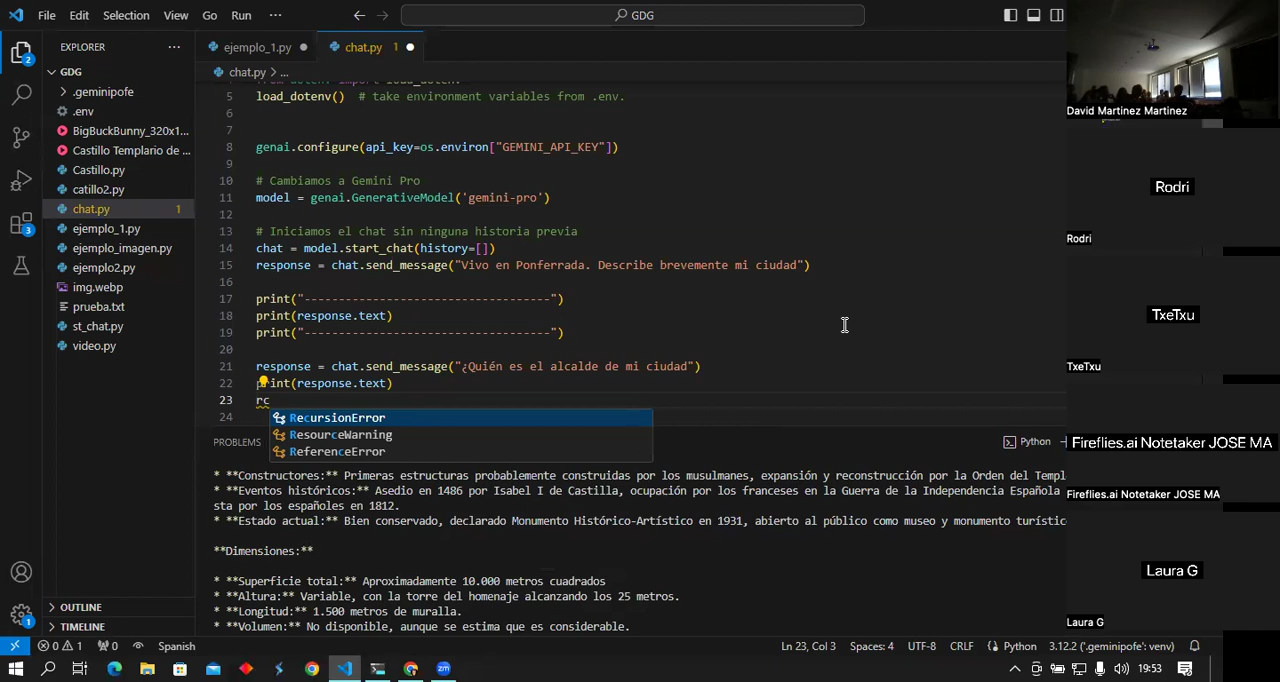 File Edit Selection View Go Run ···
GDG
EXPLORER ···
GDG
.geminipofe
.env
BigBuckBunny_320x1...
Castillo Templario de ...
Castillo.py
catillo2.py
chat.py 1
ejemplo_1.py
ejemplo_imagen.py
ejemplo2.py
img.webp
prueba.txt
st_chat.py
video.py
OUTLINE
TIMELINE
2
3
1
ejemplo_1.py
chat.py 1
chat.py > ...
5 load_dotenv() # take environment variables from .env.
6
7
8 genai.configure(api_key=os.environ["GEMINI_API_KEY"])
9
10 # Cambiamos a Gemini Pro
11 model = genai.GenerativeModel('gemini-pro')
12
13 # Iniciamos el chat sin ninguna historia previa
14 chat = model.start_chat(history=[])
15 response = chat.send_message("Vivo en Ponferrada. Describe brevemente mi ciudad")
16
17 print("------------------------------------")
18 print(response.text)
19 print("------------------------------------")
20
21 response = chat.send_message("¿Quién es el alcalde de mi ciudad")
22 print(response.text)
23 rc
24
RecursionError
ResourceWarning
ReferenceError
PROBLEMS
Python
* **Constructores:** Primeras estructuras probablemente construidas por los musulmanes, expansión y reconstrucción por la Orden del Templ
* **Eventos históricos:** Asedio en 1486 por Isabel I de Castilla, ocupación por los franceses en la Guerra de la Independencia Española
sta por los españoles en 1812.
* **Estado actual:** Bien conservado, declarado Monumento Histórico-Artístico en 1931, abierto al público como museo y monumento turístic
**Dimensiones:**
* **Superficie total:** Aproximadamente 10.000 metros cuadrados
* **Altura:** Variable, con la torre del homenaje alcanzando los 25 metros.
* **Longitud:** 1.500 metros de muralla.
* **Volumen:** No disponible, aunque se estima que es considerable.
0 1 0 Spanish
Ln 23, Col 3 Spaces: 4 UTF-8 CRLF Python 3.12.2 ('.geminipofe': venv)
19:53
David Martinez Martinez
Rodri
Rodri
TxeTxu
TxeTxu
Fireflies.ai Notetaker JOSE MA
Fireflies.ai Notetaker JOSE MA
Laura G
Laura G